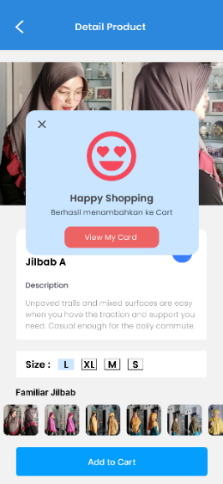 Detail Product
Happy Shopping
Berhasil menambahkan ke Cart
View My Card
Jilbab A
Description
Unpaved trails and mixed surfaces are easy
when you have the traction and support you
need. Casual enough for the daily commute.
Size : L XL M S
Familiar Jilbab
Add to Cart